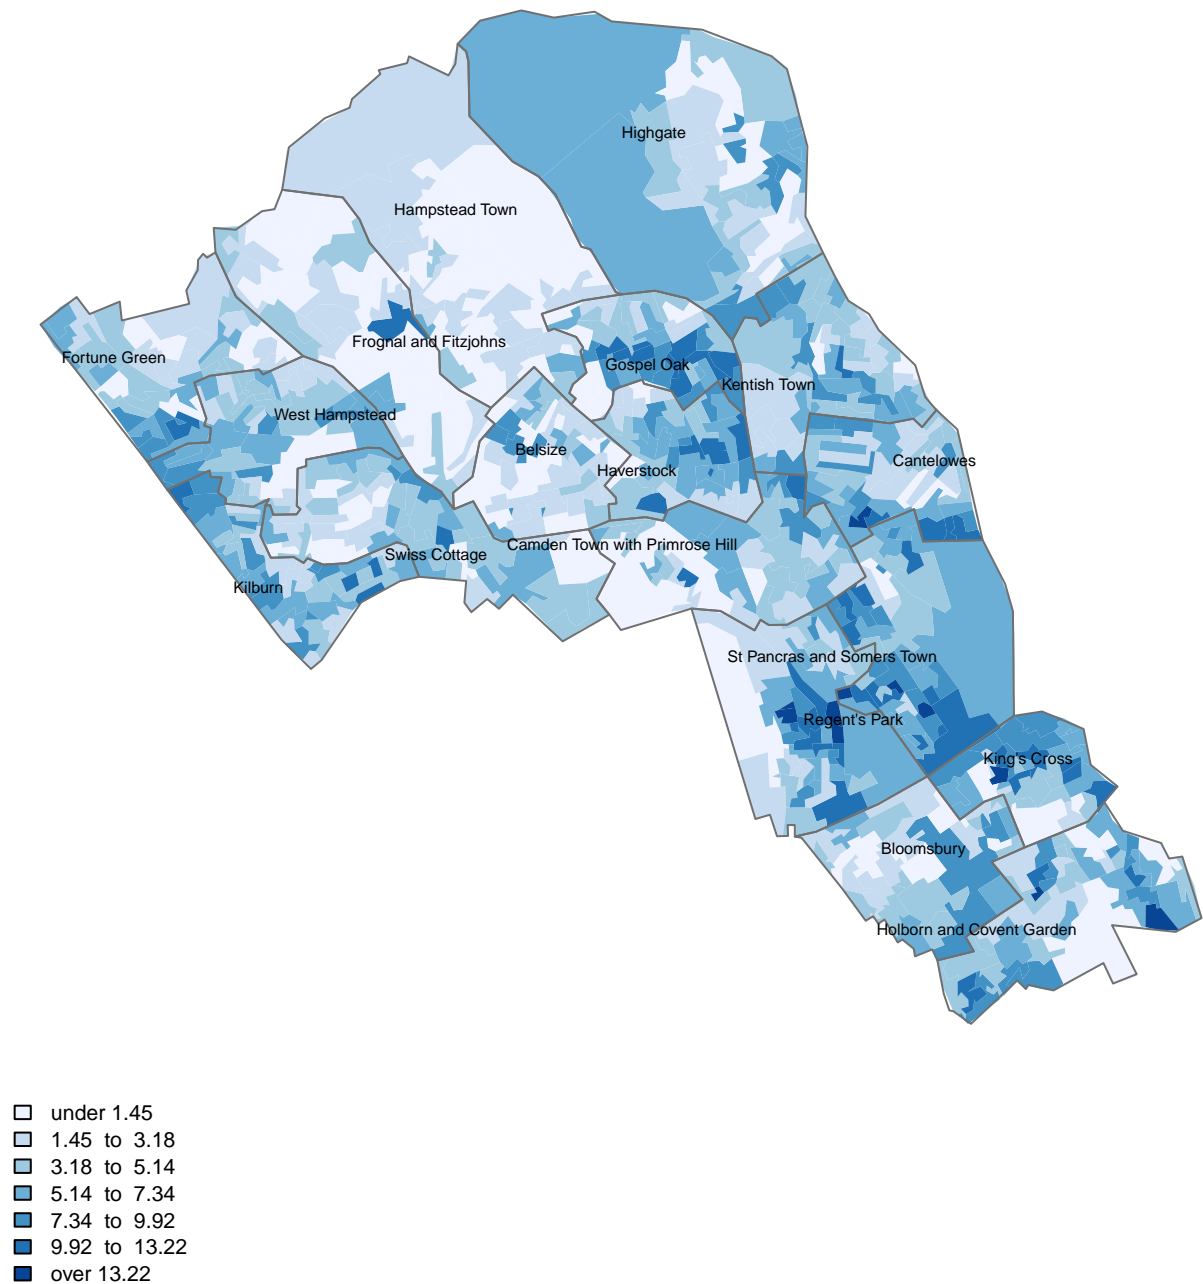 Highgate
Hampstead Town
Frognal and Fitzjohns
Fortune Green
Gospel Oak
Kentish Town
West Hampstead
Belsize
Cantelowes
Haverstock
Camden Town with Primrose Hill
Swiss Cottage
Kilburn
St Pancras and Somers Town
Regent's Park
King's Cross
Bloomsbury
Holborn and Covent Garden
under 1.45
1.45 to 3.18
3.18 to 5.14
5.14 to 7.34
7.34 to 9.92
9.92 to 13.22
over 13.22